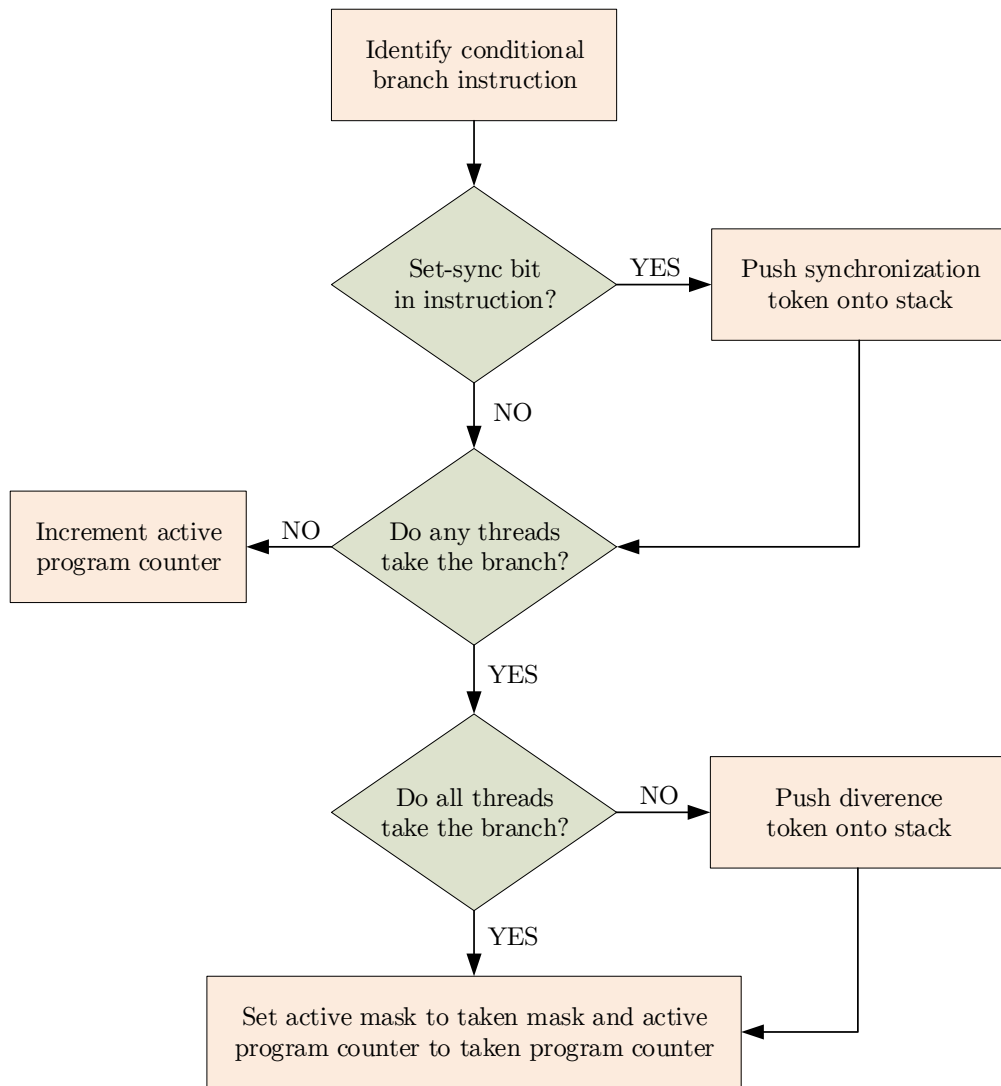 Identify conditional
branch instruction
Set-sync bit
in instruction?
YES
Push synchronization
token onto stack
NO
Do any threads
take the branch?
NO
Increment active
program counter
YES
Do all threads
take the branch?
NO
Push diverence
token onto stack
YES
Set active mask to taken mask and active
program counter to taken program counter